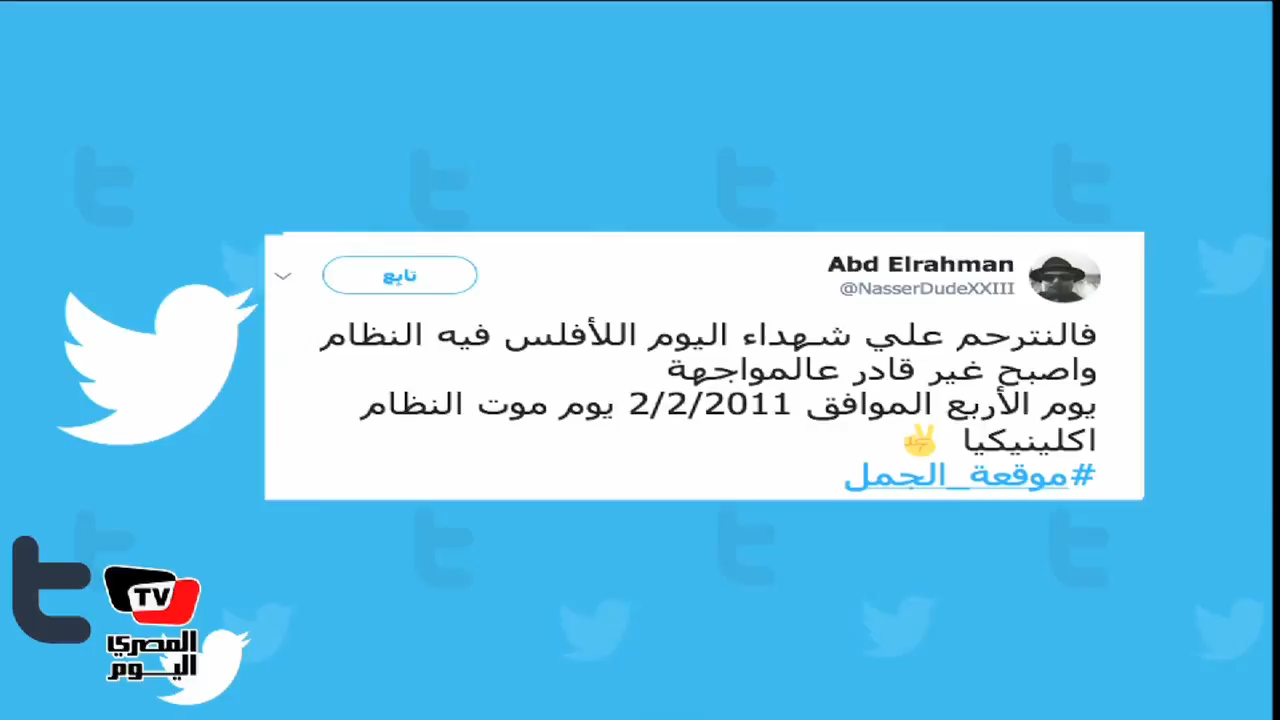 Abd Elrahman
@NasserDudeXXIII
تابِع
فالنترحم علي شهداء اليوم اللأفلس فيه النظام
واصبح غير قادر عالمواجهة
يوم الأربع الموافق 2/2/2011 يوم موت النظام
اكلينيكيا ✌
#موقعة_الجمل
TV
المصري
اليوم